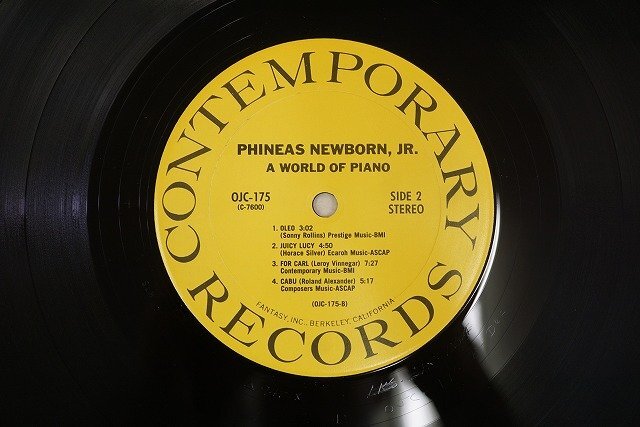 CONTEMPORARY RECORDS
PHINEAS NEWBORN, JR.
A WORLD OF PIANO
OJC-175
(C-7600)
SIDE 2
STEREO
1. OLEO 3:02
(Sonny Rollins) Prestige Music-BMI
2. JUICY LUCY 4:50
(Horace Silver) Ecaroh Music-ASCAP
3. FOR CARL (Leroy Vinnegar) 7:27
Contemporary Music-BMI
4. CABU (Roland Alexander) 5:17
Composers Music-ASCAP
(OJC-175-B)
FANTASY, INC., BERKELEY, CALIFORNIA